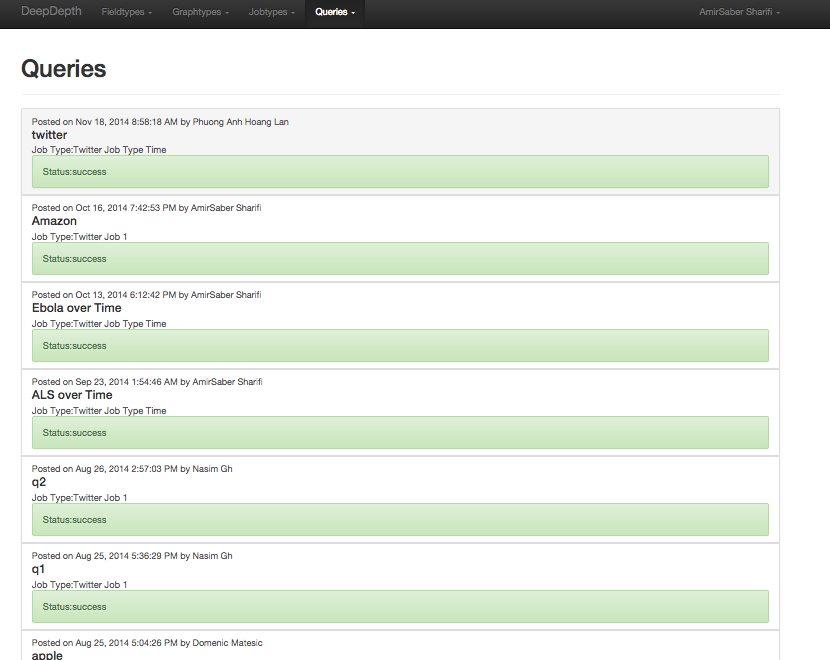 DeepDepth Fieldtypes Graphtypes Jobtypes Queries AmirSaber Sharifi
Queries
Posted on Nov 18, 2014 8:58:18 AM by Phuong Anh Hoang Lan
twitter
Job Type:Twitter Job Type Time
Status:success
Posted on Oct 16, 2014 7:42:53 PM by AmirSaber Sharifi
Amazon
Job Type:Twitter Job 1
Status:success
Posted on Oct 13, 2014 6:12:42 PM by AmirSaber Sharifi
Ebola over Time
Job Type:Twitter Job Type Time
Status:success
Posted on Sep 23, 2014 1:54:46 AM by AmirSaber Sharifi
ALS over Time
Job Type:Twitter Job Type Time
Status:success
Posted on Aug 26, 2014 2:57:03 PM by Nasim Gh
q2
Job Type:Twitter Job 1
Status:success
Posted on Aug 25, 2014 5:36:29 PM by Nasim Gh
q1
Job Type:Twitter Job 1
Status:success
Posted on Aug 25, 2014 5:04:26 PM by Domenic Matesic
apple